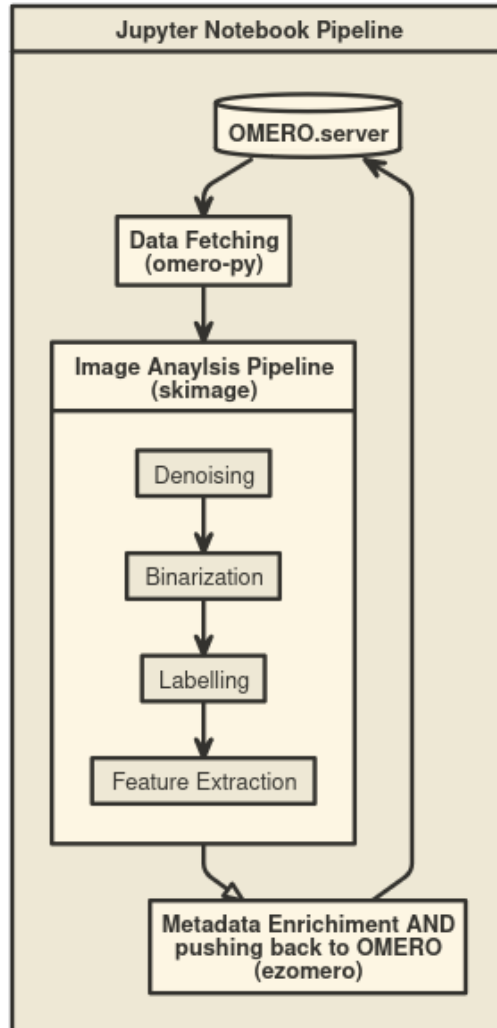 Jupyter Notebook Pipeline
OMERO.server
Data Fetching
(omero-py)
Image Anaylsis Pipeline
(skimage)
Denoising
Binarization
Labelling
Feature Extraction
Metadata Enrichiment AND
pushing back to OMERO
(ezomero)